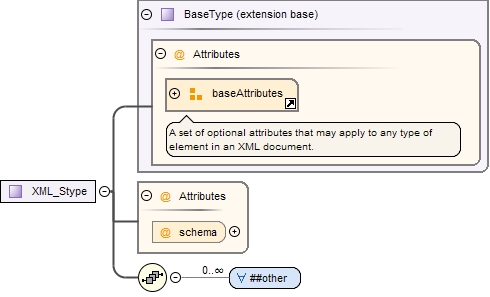 BaseType (extension base)
@ Attributes
baseAttributes
A set of optional attributes that may apply to any type of
element in an XML document.
XML_Stype
@ Attributes
@ schema
0..∞
∀ ##other